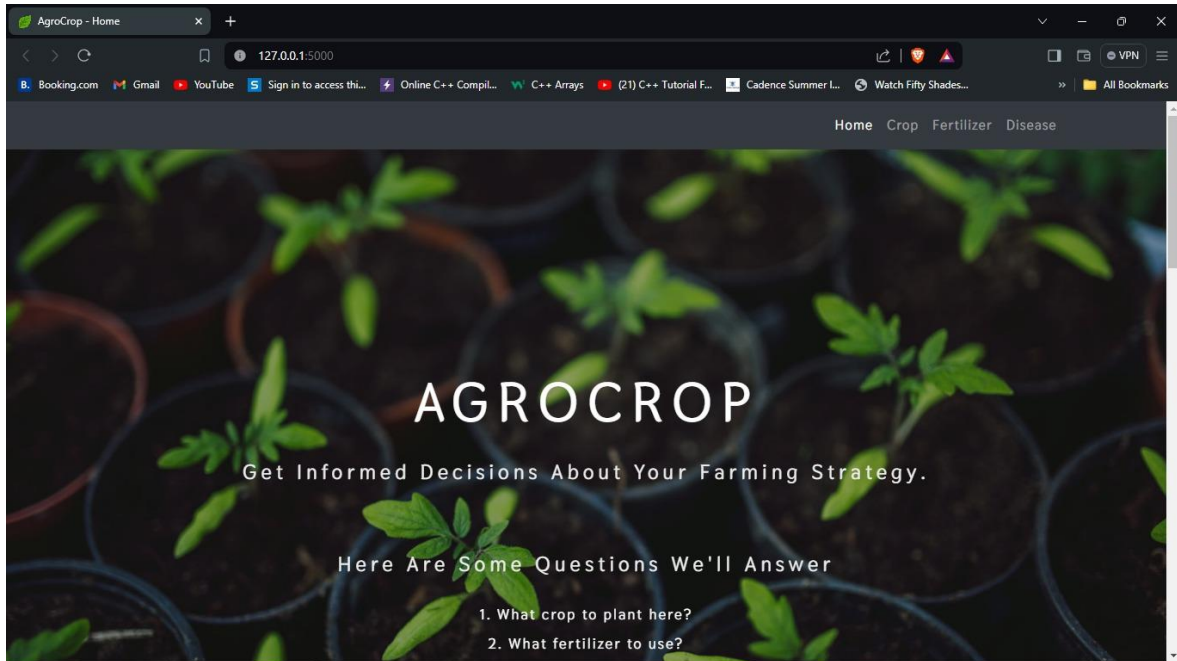 AgroCrop - Home
127.0.0.1:5000
VPN
B. Booking.com Gmail YouTube S Sign in to access thi... Online C++ Compil... C++ Arrays (21) C++ Tutorial F... Cadence Summer I... Watch Fifty Shades... » All Bookmarks
Home Crop Fertilizer Disease
AGROCROP
Get Informed Decisions About Your Farming Strategy.
Here Are Some Questions We'll Answer
1. What crop to plant here?
2. What fertilizer to use?